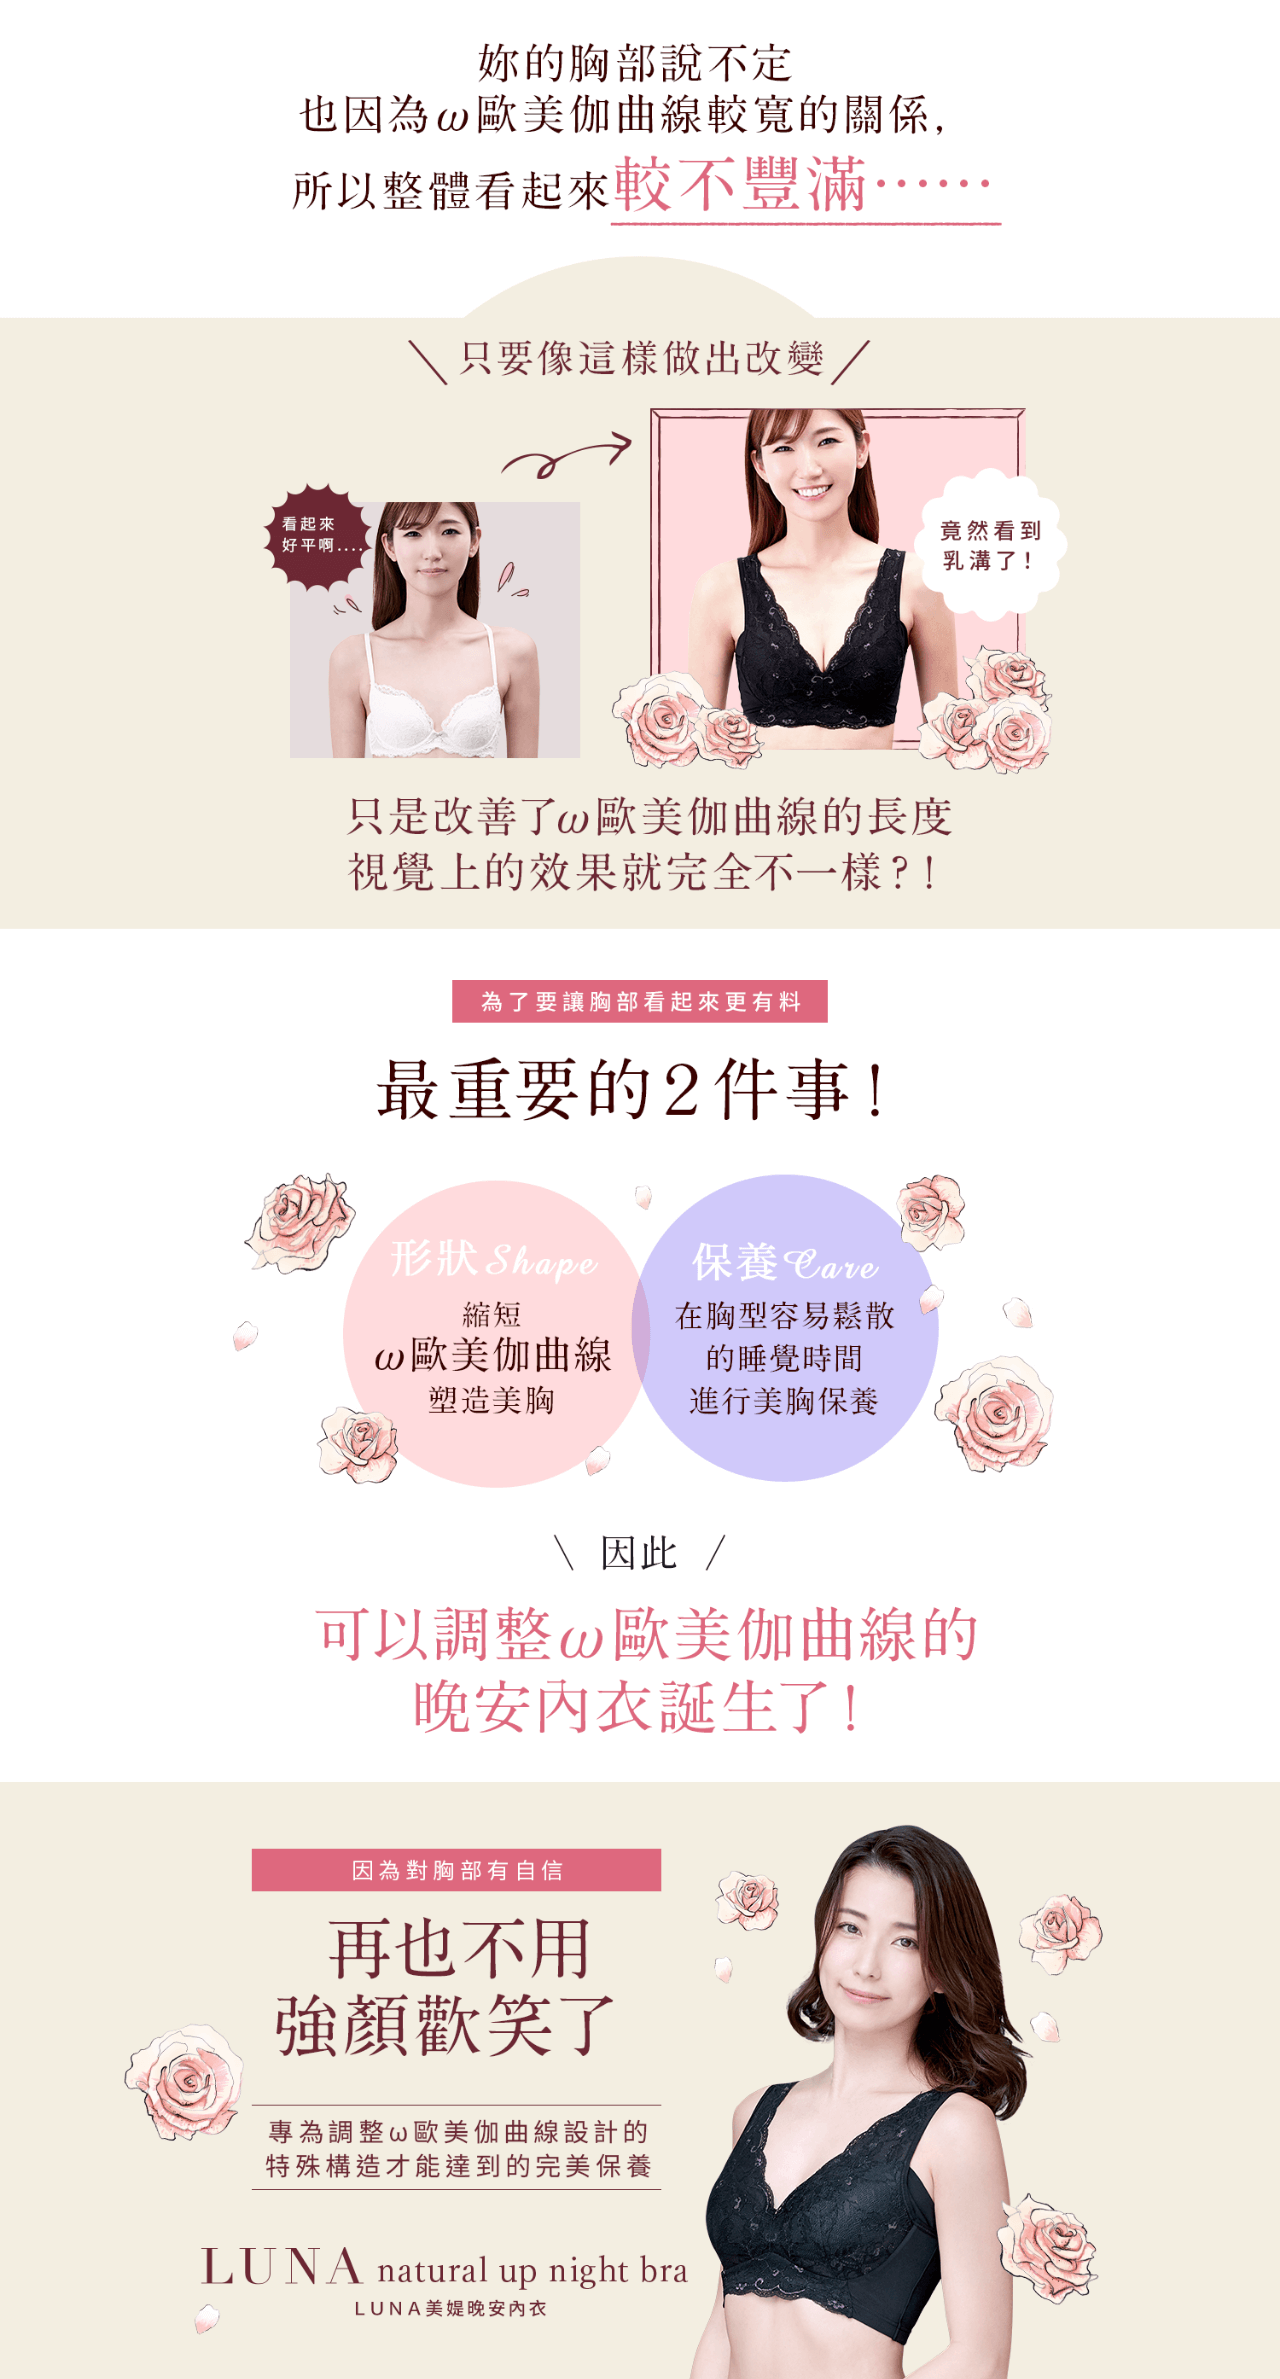 妳的胸部說不定
也因為ω歐美伽曲線較寬的關係,
所以整體看起來較不豐滿……
只要像這樣做出改變
看起來
好平啊....
竟然看到
乳溝了!
只是改善了ω歐美伽曲線的長度
視覺上的效果就完全不一樣?!
為了要讓胸部看起來更有料
最重要的2件事!
形狀Shape
縮短
ω歐美伽曲線
塑造美胸
保養Care
在胸型容易鬆散
的睡覺時間
進行美胸保養
因此
可以調整ω歐美伽曲線的
晚安內衣誕生了!
因為對胸部有自信
再也不用
強顏歡笑了
專為調整ω歐美伽曲線設計的
特殊構造才能達到的完美保養
LUNA natural up night bra
LUNA美媞晚安內衣